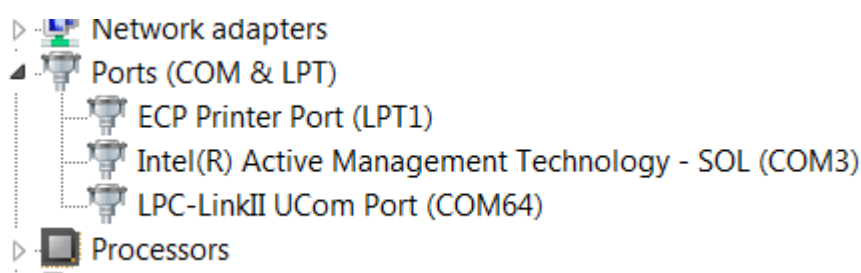 Network adapters
Ports (COM & LPT)
ECP Printer Port (LPT1)
Intel(R) Active Management Technology - SOL (COM3)
LPC-LinkII UCom Port (COM64)
Processors